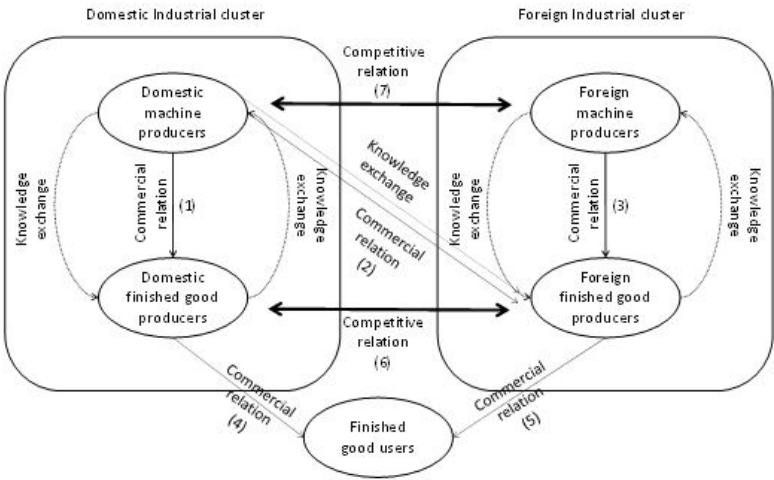 Domestic Industrial cluster
Foreign Industrial cluster
Domestic
machine
producers
Competitive
relation
(7)
Foreign
machine
producers
Knowledge
exchange
Commercial
relation
(1)
Knowledge
exchange
Knowledge
exchange
Commercial
relation
(2)
Knowledge
exchange
Commercial
relation
(3)
Knowledge
exchange
Domestic
finished good
producers
Foreign
finished good
producers
Competitive
relation
(6)
Commercial
relation
(4)
Commercial
relation
(5)
Finished
good users